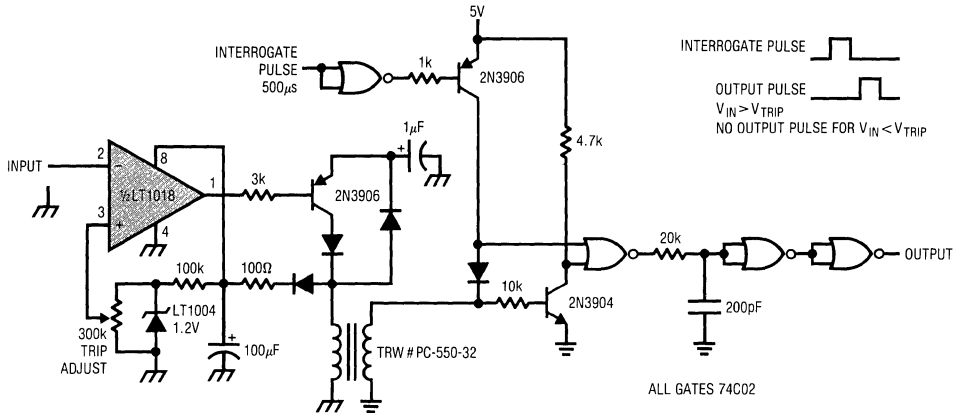 5V
INTERROGATE
PULSE
500µs
1k
2N3906
INTERROGATE PULSE
OUTPUT PULSE
V_IN > V_TRIP
NO OUTPUT PULSE FOR V_IN < V_TRIP
1µF
+
4.7k
INPUT
2
8
−
½LT1018
1
3
+
4
3k
2N3906
100k
100Ω
LT1004
1.2V
300k
TRIP
ADJUST
+
100µF
TRW # PC-550-32
10k
2N3904
20k
200pF
OUTPUT
ALL GATES 74C02